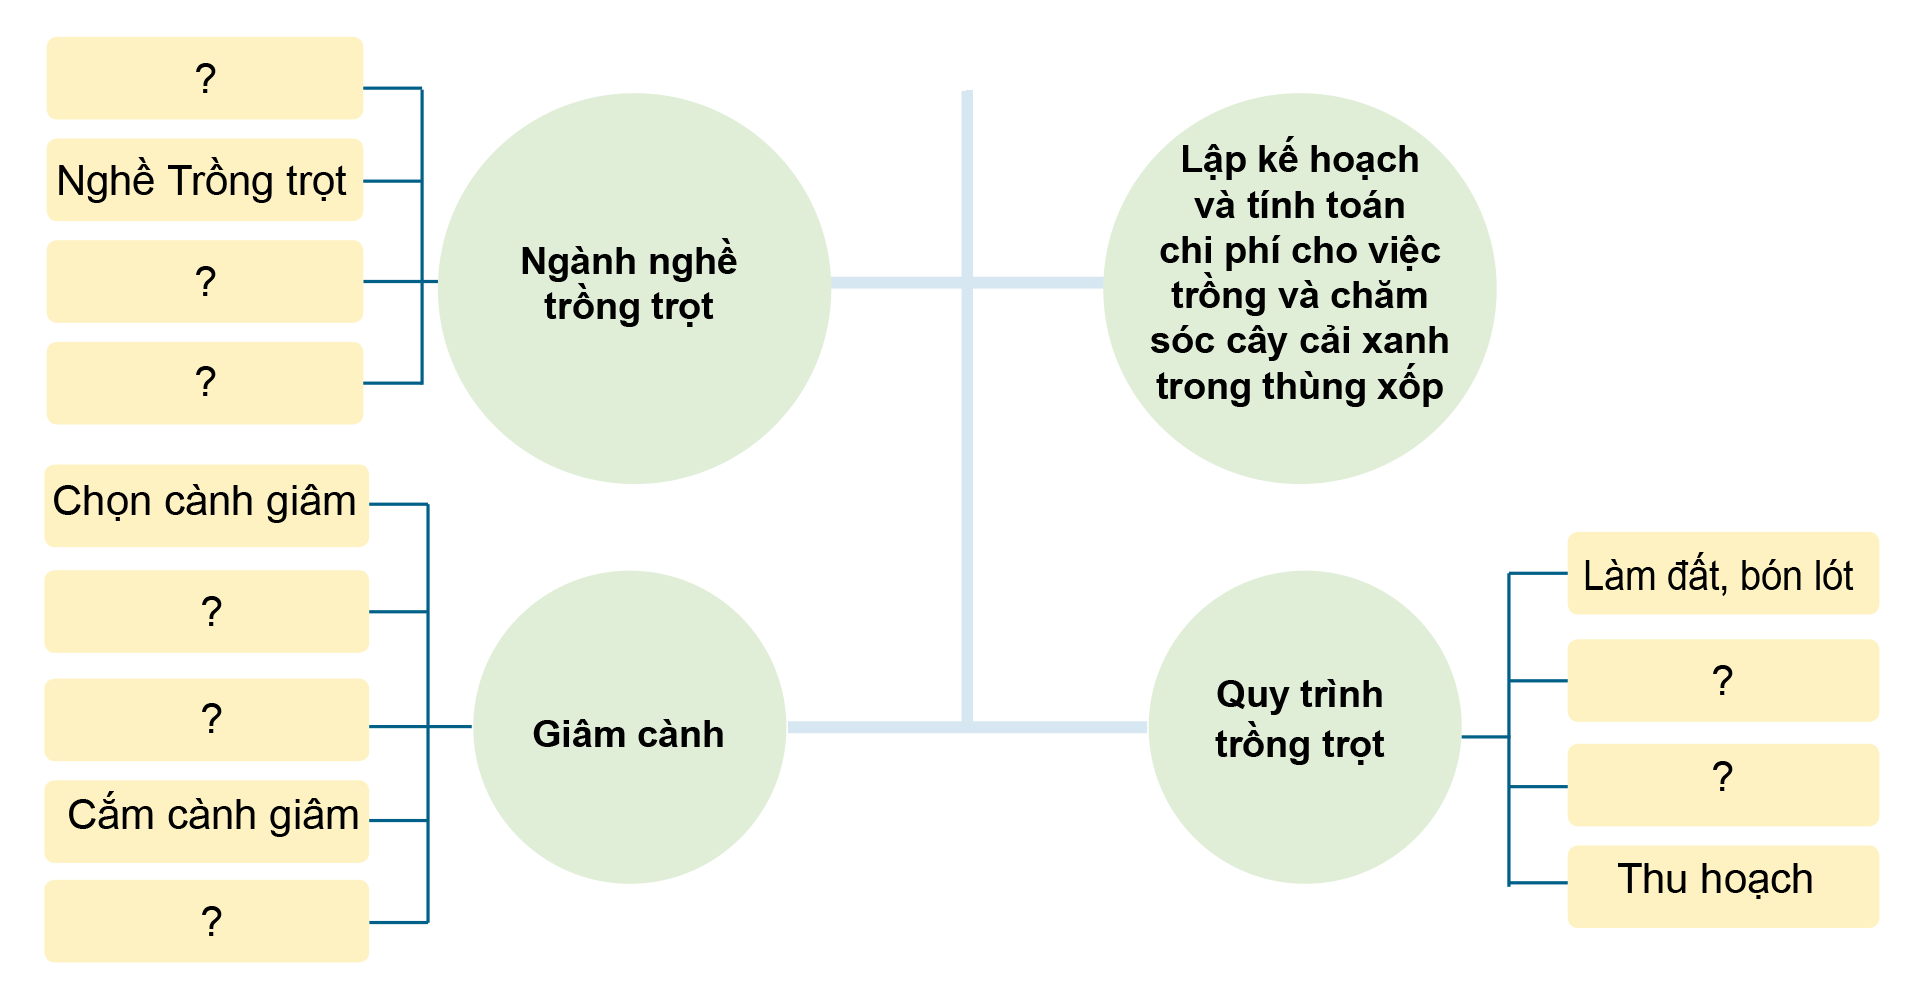 ?
Nghề Trồng trọt
?
?
Ngành nghề
trồng trọt
Lập kế hoạch
và tính toán
chi phí cho việc
trồng và chăm
sóc cây cải xanh
trong thùng xốp
Chọn cành giâm
?
?
Cắm cành giâm
?
Giâm cành
Quy trình
trồng trọt
Làm đất, bón lót
?
?
Thu hoạch